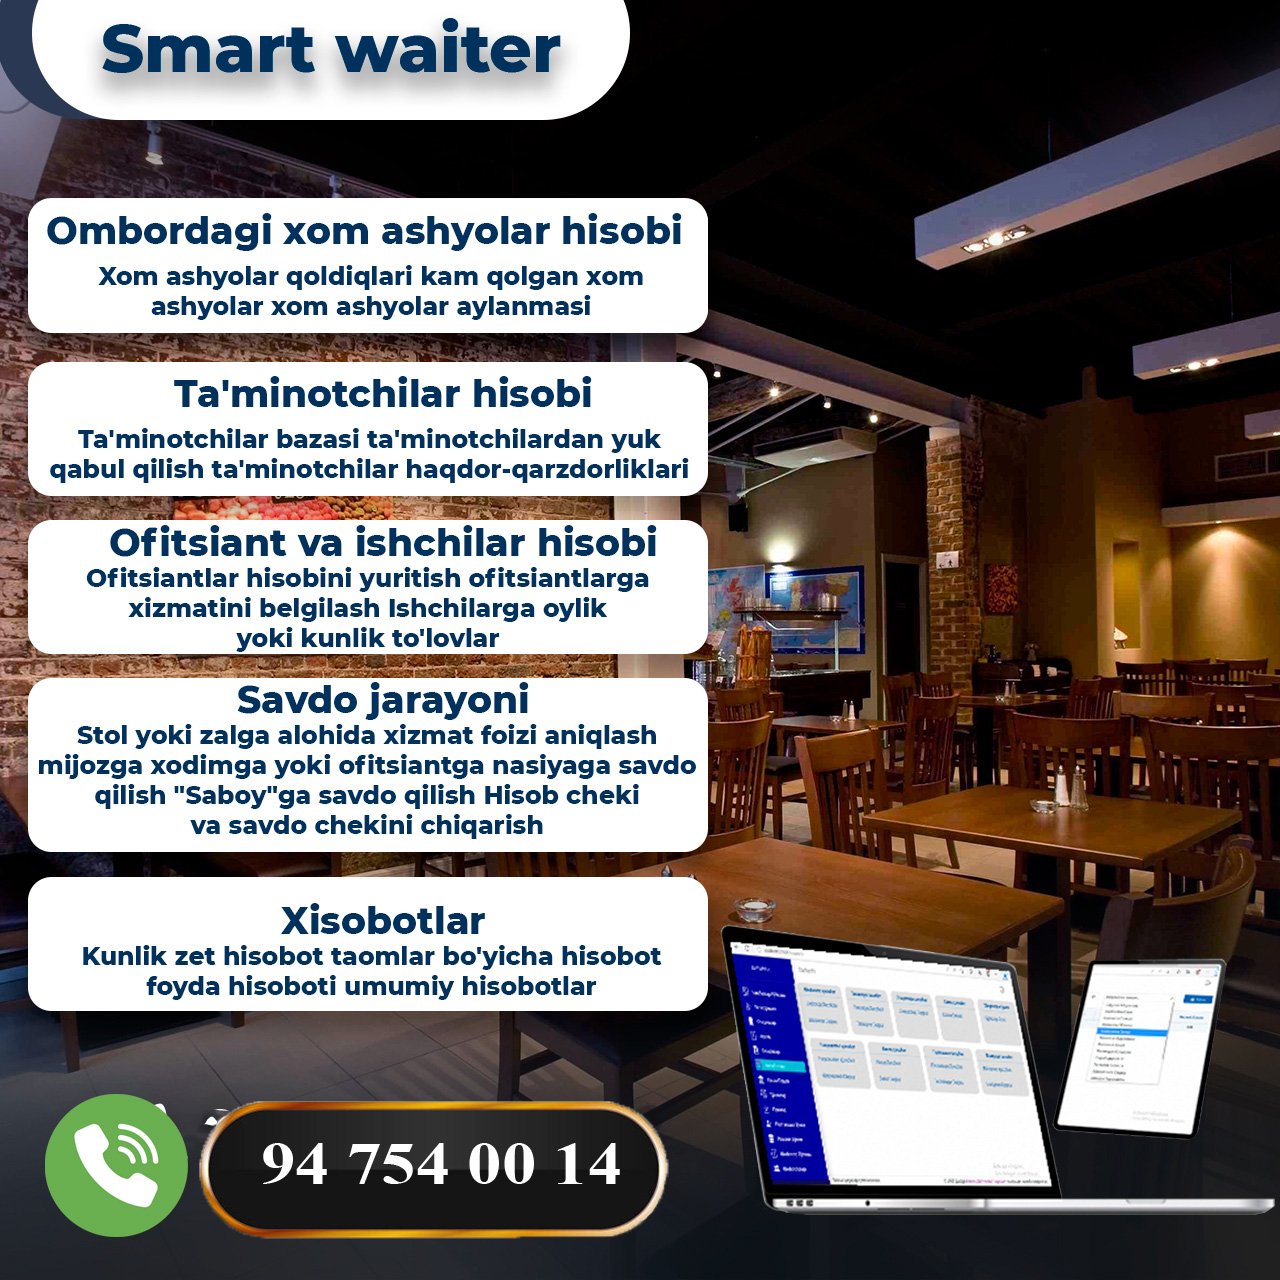 Smart waiter
Ombordagi xom ashyolar hisobi
Xom ashyolar qoldiqlari kam qolgan xom
ashyolar xom ashyolar aylanmasi
Ta'minotchilar hisobi
Ta'minotchilar bazasi ta'minotchilardan yuk
qabul qilish ta'minotchilar haqdor-qarzdorliklari
Ofitsiant va ishchilar hisobi
Ofitsiantlar hisobini yuritish ofitsiantlarga
xizmatini belgilash Ishchilarga oylik
yoki kunlik to'lovlar
Savdo jarayoni
Stol yoki zalga alohida xizmat foizi aniqlash
mijozga xodimga yoki ofitsiantga nasiyaga savdo
qilish "Saboy"ga savdo qilish Hisob cheki
va savdo chekini chiqarish
Xisobotlar
Kunlik zet hisobot taomlar bo'yicha hisobot
foyda hisoboti umumiy hisobotlar
94 754 00 14